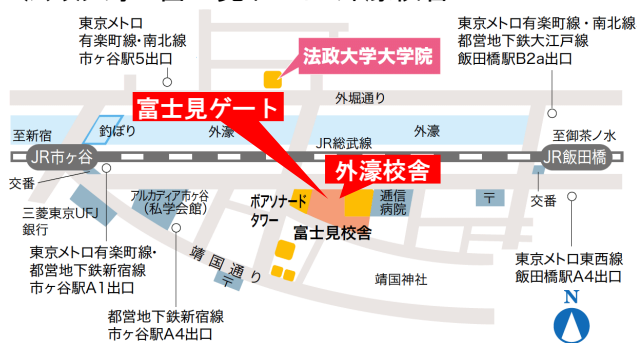 東京メトロ
有楽町線・南北線
市ヶ谷駅5出口
東京メトロ有楽町線・南北線
都営地下鉄大江戸線
飯田橋駅B2a出口
法政大学大学院
外堀通り
富士見ゲート
至新宿
釣ぼり
外濠
外濠
JR総武線
至御茶ノ水
JR市ヶ谷
JR飯田橋
外濠校舎
交番
交番
アルカディア市ヶ谷
(私学会館)
ボアソナード
タワー
逓信
病院
〒
三菱東京UFJ
銀行
富士見校舎
東京メトロ有楽町線・
都営地下鉄新宿線
市ヶ谷駅A1出口
靖国通り
〒
靖国神社
東京メトロ東西線
飯田橋駅A4出口
都営地下鉄新宿線
市ヶ谷駅A4出口
N